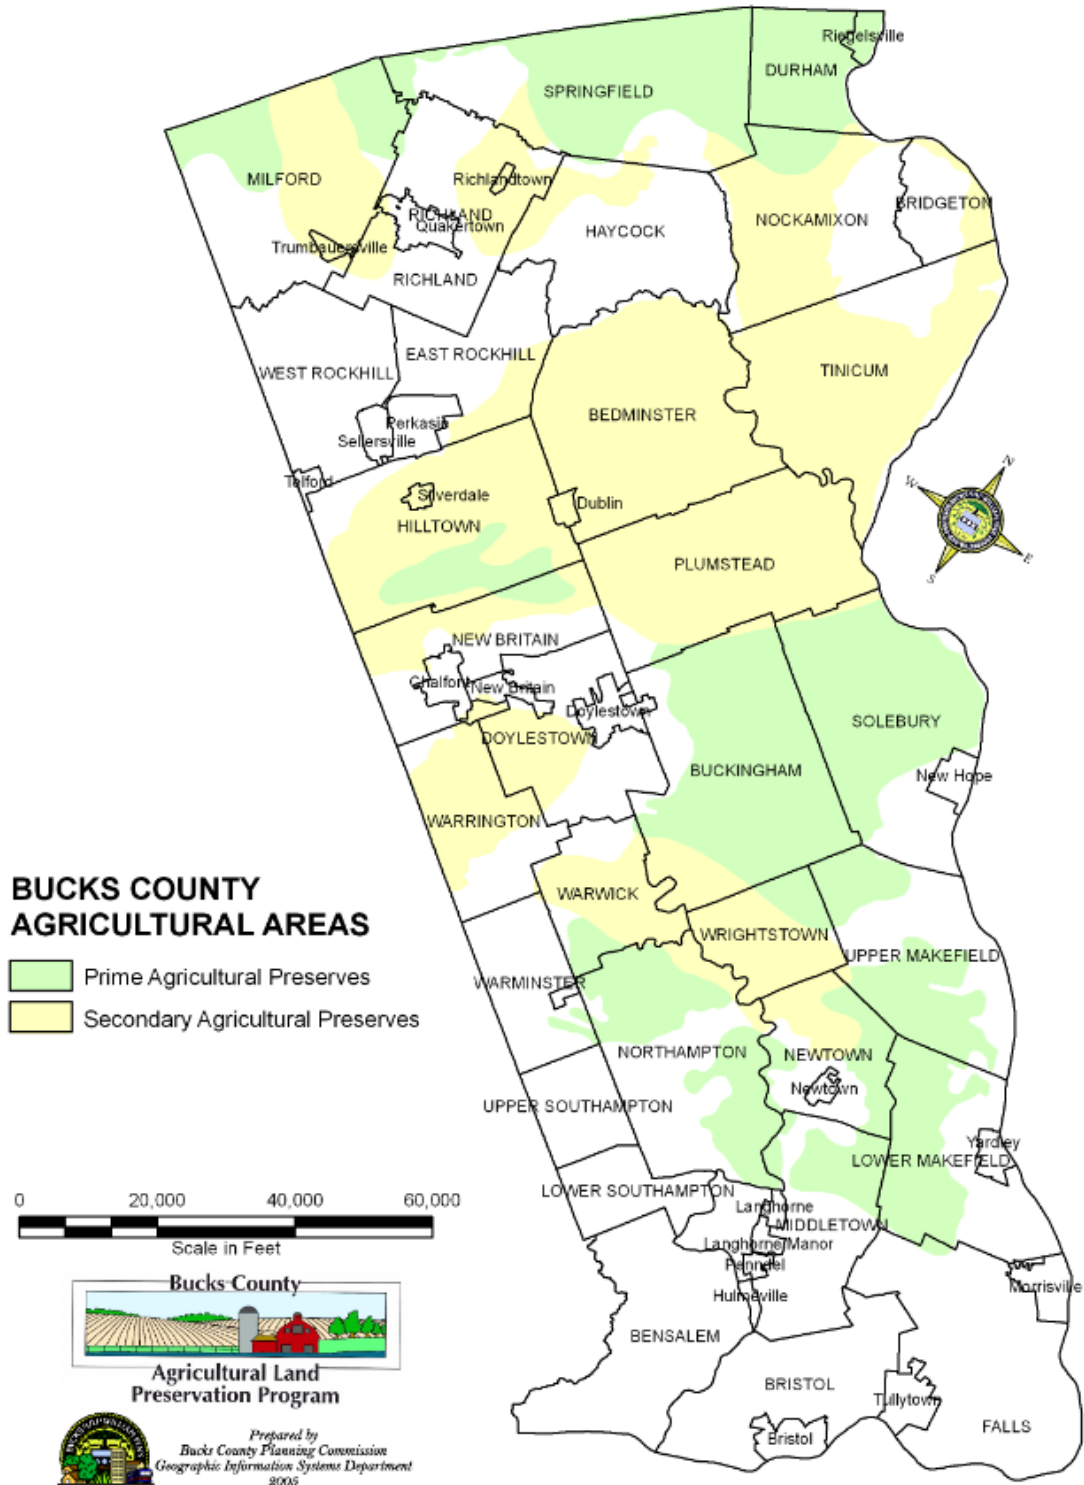 Riegelsville
DURHAM
SPRINGFIELD
MILFORD
Richlandtown
RICHLAND
Quakertown
NOCKAMIXON
BRIDGETON
HAYCOCK
Trumbauersville
RICHLAND
EAST ROCKHILL
WEST ROCKHILL
TINICUM
BEDMINSTER
Perkasie
Sellersville
Telford
Silverdale
Dublin
HILLTOWN
N
W
E
S
PLUMSTEAD
NEW BRITAIN
Chalfont
New Britain
Doylestown
SOLEBURY
DOYLESTOWN
BUCKINGHAM
New Hope
WARRINGTON
BUCKS COUNTY
AGRICULTURAL AREAS
Prime Agricultural Preserves
Secondary Agricultural Preserves
WARWICK
WRIGHTSTOWN
UPPER MAKEFIELD
WARMINSTER
NORTHAMPTON
NEWTOWN
Newtown
UPPER SOUTHAMPTON
Yardley
LOWER MAKEFIELD
LOWER SOUTHAMPTON
Langhorne
MIDDLETOWN
Langhorne Manor
Penndel
Hulmeville
Morrisville
BENSALEM
BRISTOL
Tullytown
FALLS
Bristol
0 20,000 40,000 60,000
Scale in Feet
Bucks County
Agricultural Land
Preservation Program
Prepared by
Bucks County Planning Commission
Geographic Information Systems Department
2005